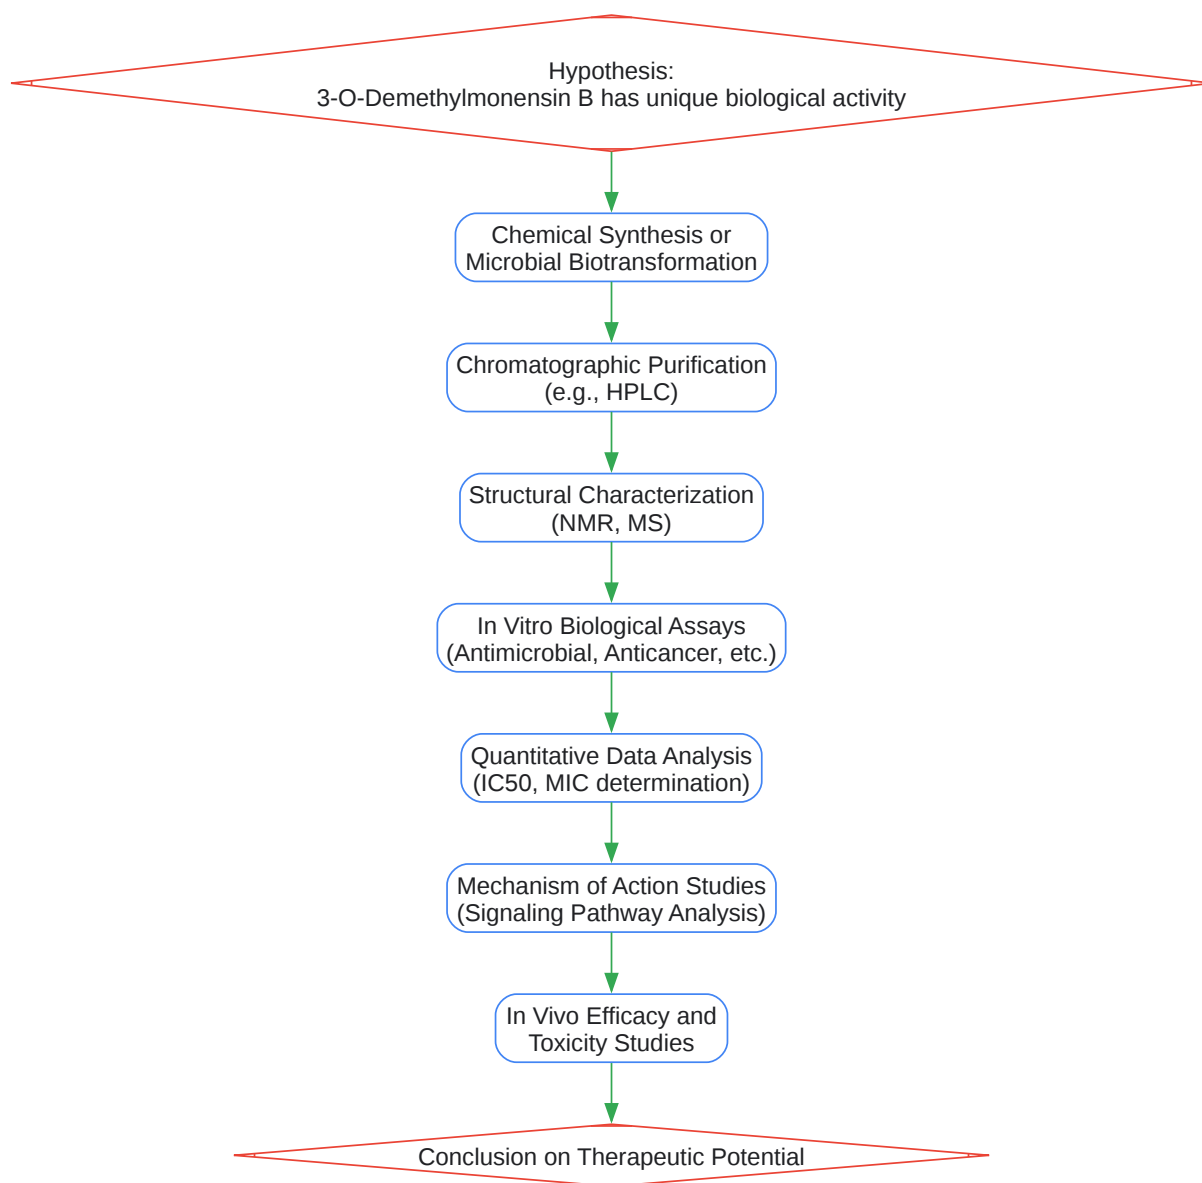 Hypothesis:
3-O-Demethylmonensin B has unique biological activity
Chemical Synthesis or
Microbial Biotransformation
Chromatographic Purification
(e.g., HPLC)
Structural Characterization
(NMR, MS)
In Vitro Biological Assays
(Antimicrobial, Anticancer, etc.)
Quantitative Data Analysis
(IC50, MIC determination)
Mechanism of Action Studies
(Signaling Pathway Analysis)
In Vivo Efficacy and
Toxicity Studies
Conclusion on Therapeutic Potential